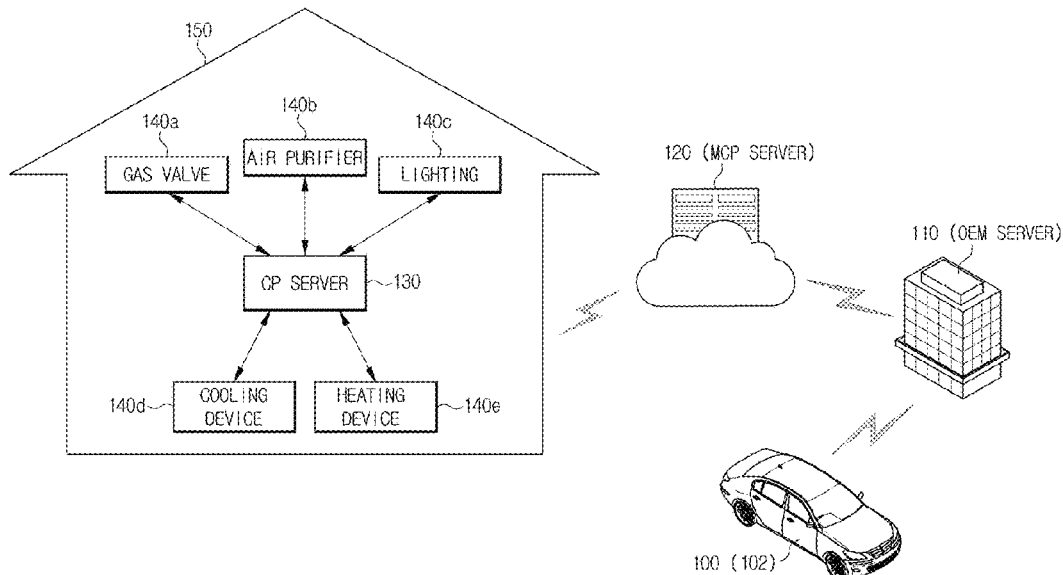 150
140b
140a
140c
AIR PURIFIER
GAS VALVE
LIGHTING
120 (MCP SERVER)
110 (OEM SERVER)
CP SERVER
130
COOLING
DEVICE
HEATING
DEVICE
140d
140e
100 (102)